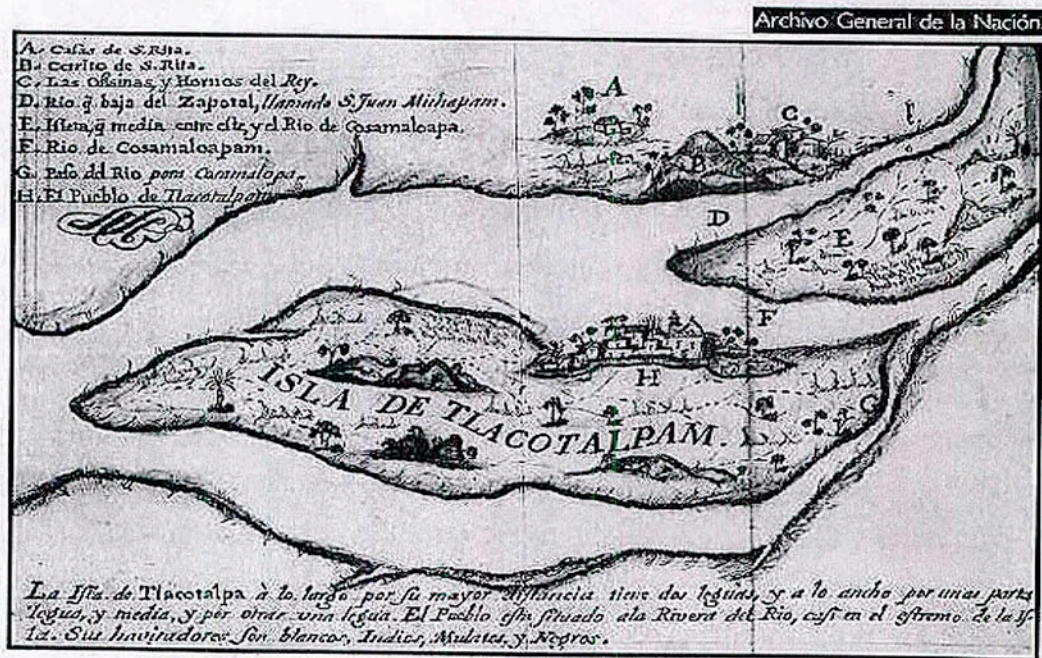 Archivo General de la Nación
A. Casas de S. Rita.
B. Cerrito de S. Rita.
C. Las Ofisinas, y Hornos del Rey.
D. Rio q. baja del Zapotal, llamado S. Juan Michapam.
E. Isleta, q media entre este, y el Rio de Cosamaloapa.
F. Rio de Cosamaloapam.
G. Paso del Rio para
H. El Pueblo de Tlacotalpam
A
C
B
D
E
F
H
G
ISLA DE TLACOTALPAM.
La Isla de Tlacotalpa à lo largo por su mayor distancia tiene dos leguas, y a lo ancho por unas partes
legua, y media, y por otras una legua. El Pueblo esta situado ala Rivera del Rio, casi en el estremo de la Is-
la. Sus havitadores son blancos, Indios, Mulatos, y Negros.